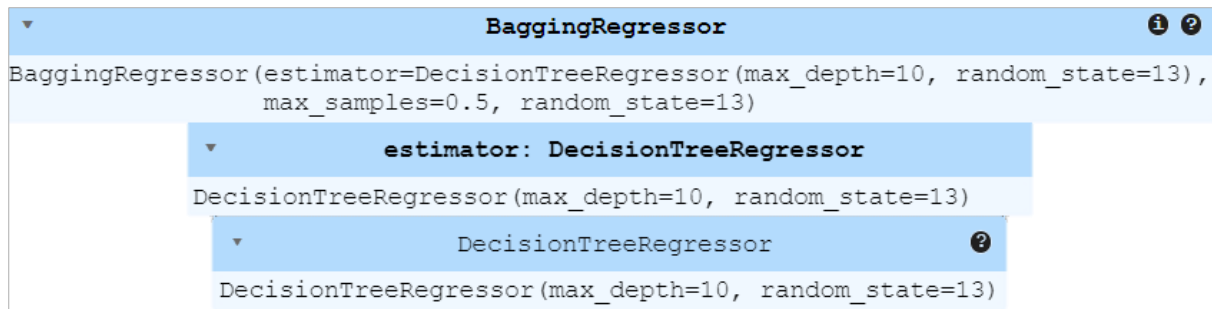 BaggingRegressor
BaggingRegressor(estimator=DecisionTreeRegressor(max_depth=10, random_state=13),
max_samples=0.5, random_state=13)
estimator: DecisionTreeRegressor
DecisionTreeRegressor(max_depth=10, random_state=13)
DecisionTreeRegressor
DecisionTreeRegressor(max_depth=10, random_state=13)